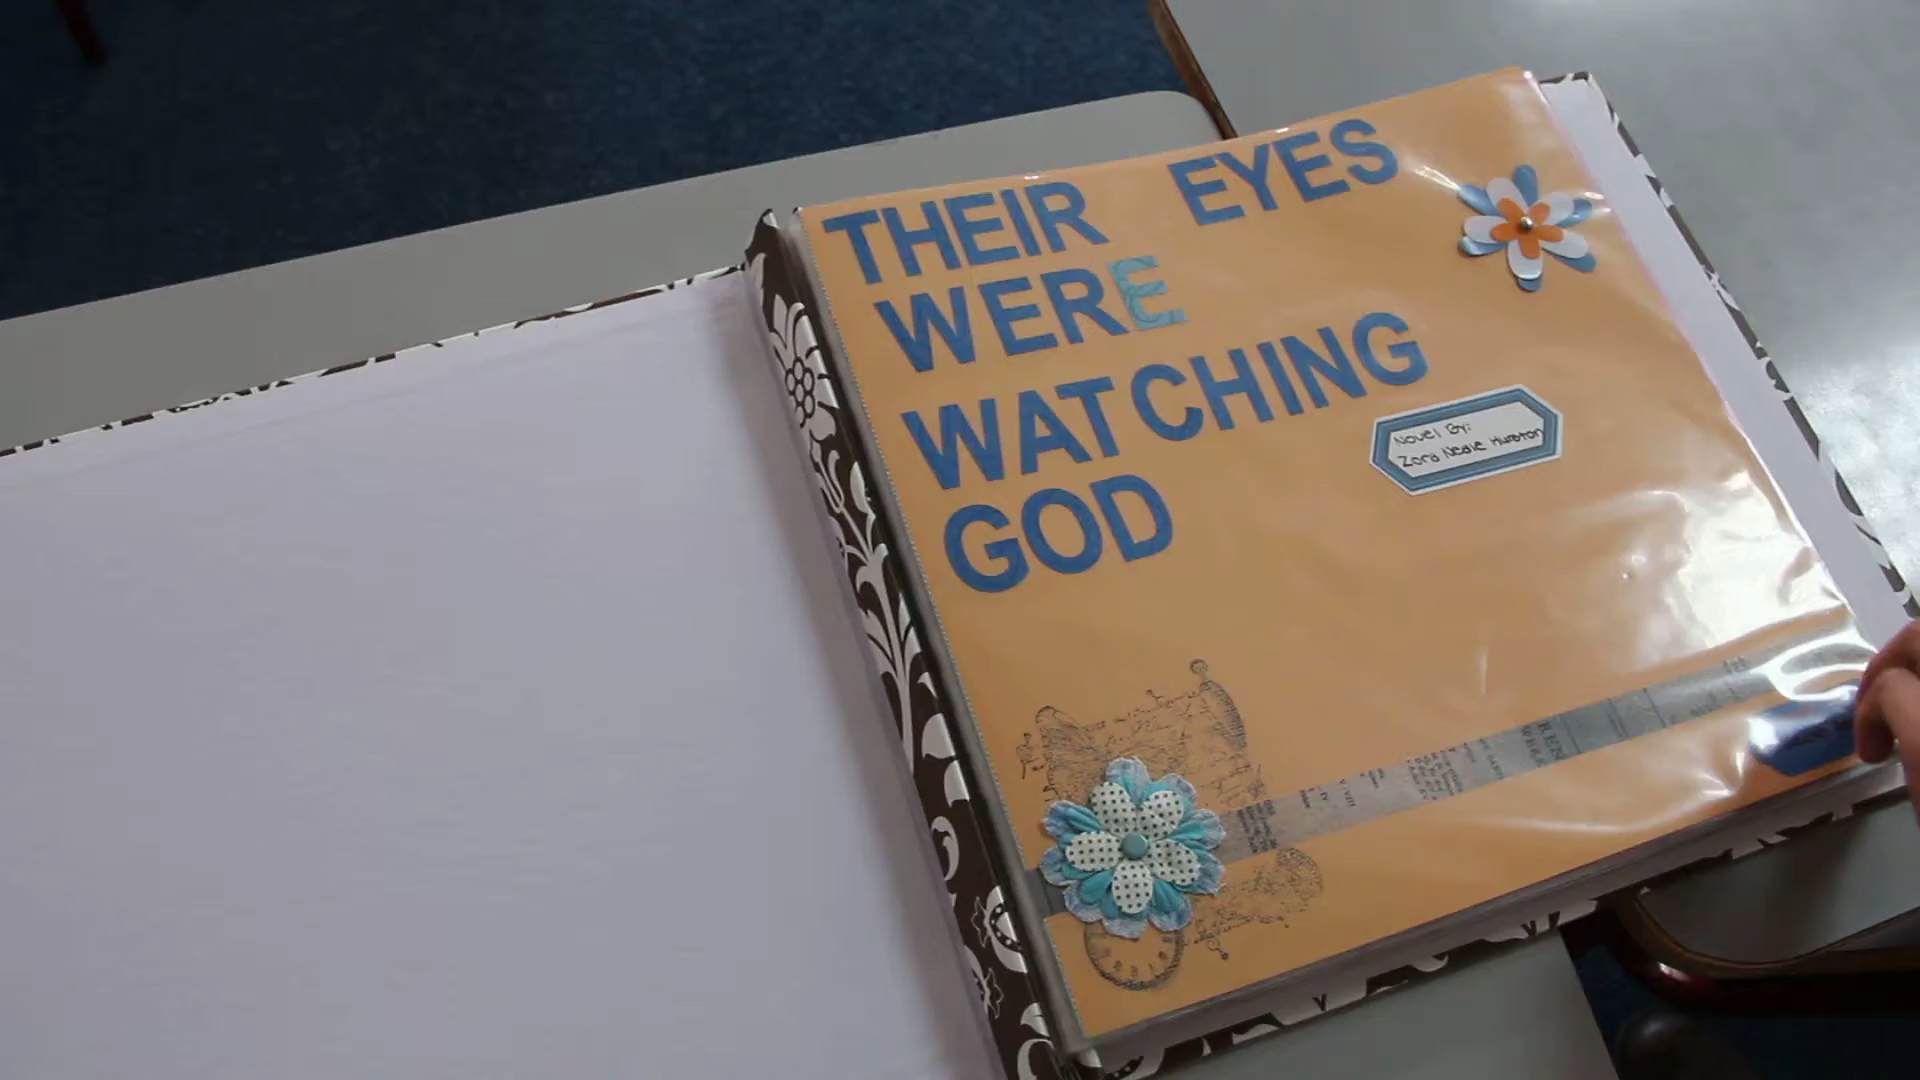 THEIR EYES
WERE
WATCHING
GOD
Novel By:
Zora Neale Hurston